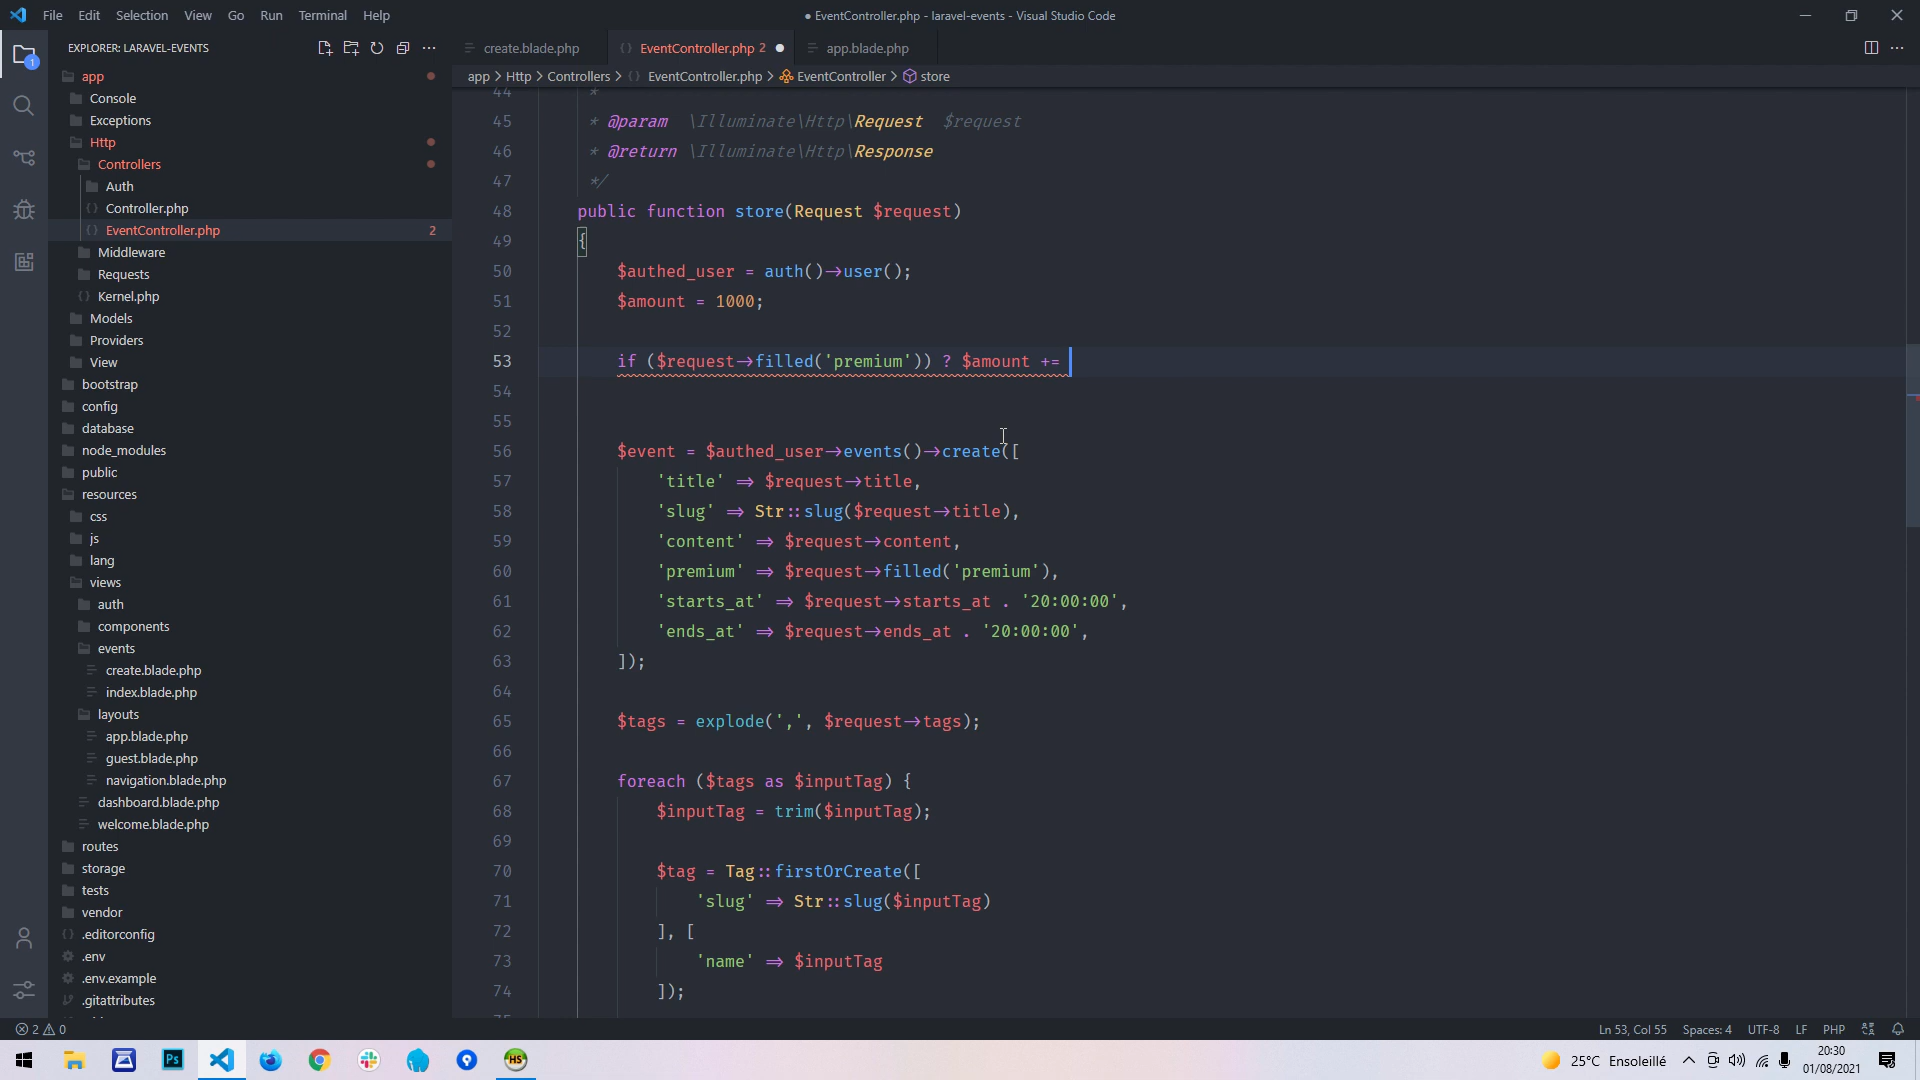 File Edit Selection View Go Run Terminal Help
● EventController.php - laravel-events - Visual Studio Code
EXPLORER: LARAVEL-EVENTS
create.blade.php
EventController.php 2
app.blade.php
app > Http > Controllers > EventController.php > EventController > store
1
app
Console
Exceptions
Http
Controllers
Auth
Controller.php
EventController.php 2
Middleware
Requests
Kernel.php
Models
Providers
View
bootstrap
config
database
node_modules
public
resources
css
js
lang
views
auth
components
events
create.blade.php
index.blade.php
layouts
app.blade.php
guest.blade.php
navigation.blade.php
dashboard.blade.php
welcome.blade.php
routes
storage
tests
vendor
.editorconfig
.env
.env.example
.gitattributes
44 *
45 * @param \Illuminate\Http\Request $request
46 * @return \Illuminate\Http\Response
47 */
48 public function store(Request $request)
49 {
50 $authed_user = auth()->user();
51 $amount = 1000;
52
53 if ($request->filled('premium')) ? $amount +=
54
55
56 $event = $authed_user->events()->create([
57 'title' => $request->title,
58 'slug' => Str::slug($request->title),
59 'content' => $request->content,
60 'premium' => $request->filled('premium'),
61 'starts_at' => $request->starts_at . '20:00:00',
62 'ends_at' => $request->ends_at . '20:00:00',
63 ]);
64
65 $tags = explode(',', $request->tags);
66
67 foreach ($tags as $inputTag) {
68 $inputTag = trim($inputTag);
69
70 $tag = Tag::firstOrCreate([
71 'slug' => Str::slug($inputTag)
72 ], [
73 'name' => $inputTag
74 ]);
2 0
Ln 53, Col 55 Spaces: 4 UTF-8 LF PHP
Ps
HS
25°C Ensoleillé
20:30
01/08/2021